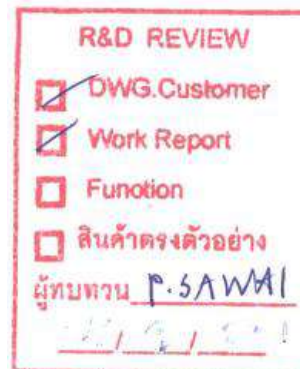 R&D REVIEW
DWG.Customer
Work Report
Function
สินค้าตรงตัวอย่าง
ผู้ทบทวน P.SAWAI